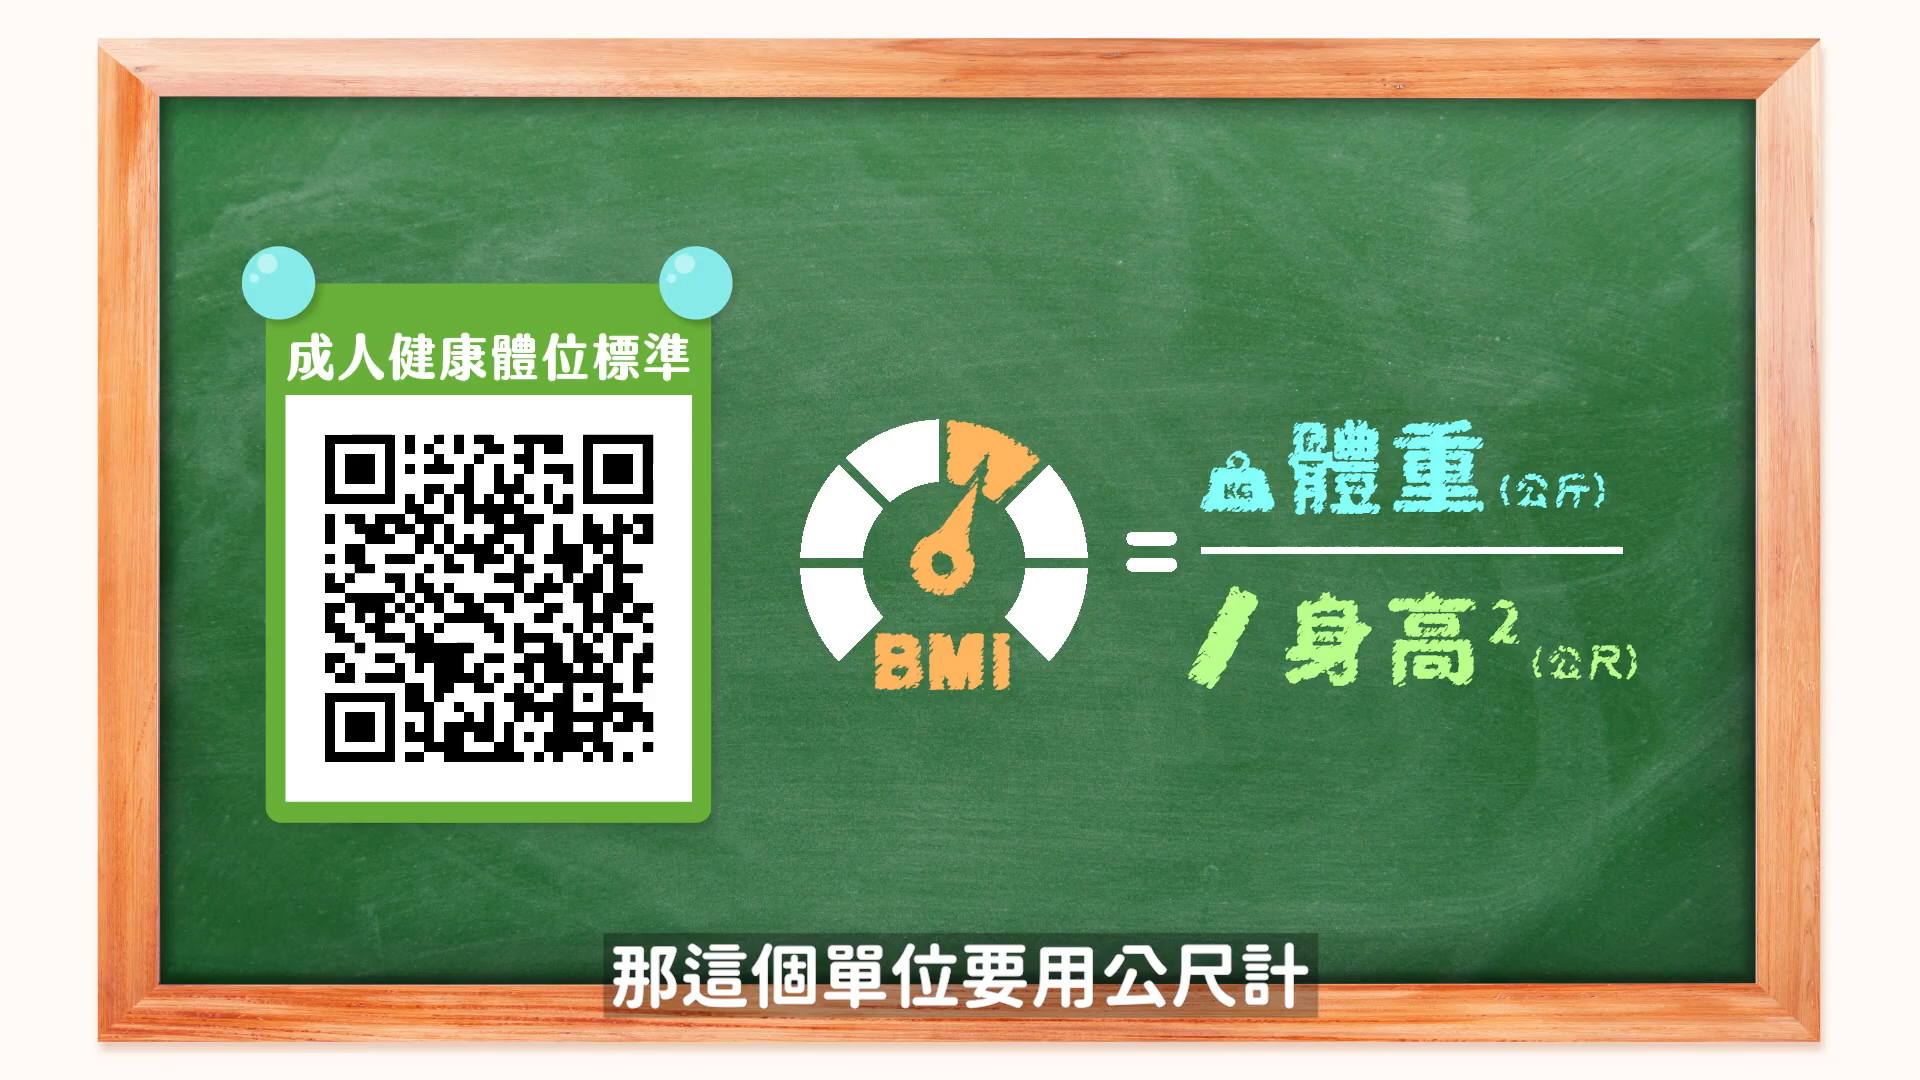 成人健康體位標準
BMI
=
KG
體重(公斤)
身高²(公尺)
那這個單位要用公尺計